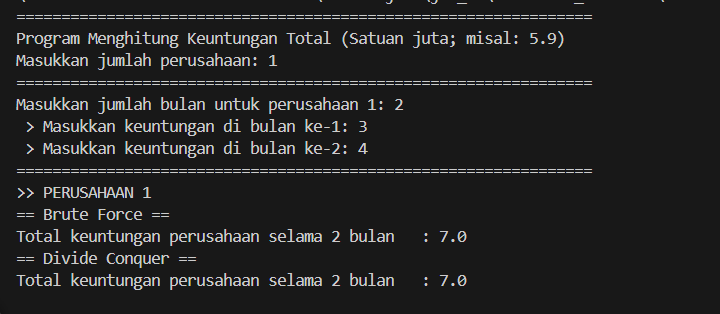 ================================================================
Program Menghitung Keuntungan Total (Satuan juta; misal: 5.9)
Masukkan jumlah perusahaan: 1
================================================================
Masukkan jumlah bulan untuk perusahaan 1: 2
> Masukkan keuntungan di bulan ke-1: 3
> Masukkan keuntungan di bulan ke-2: 4
================================================================
>> PERUSAHAAN 1
== Brute Force ==
Total keuntungan perusahaan selama 2 bulan   : 7.0
== Divide Conquer ==
Total keuntungan perusahaan selama 2 bulan   : 7.0